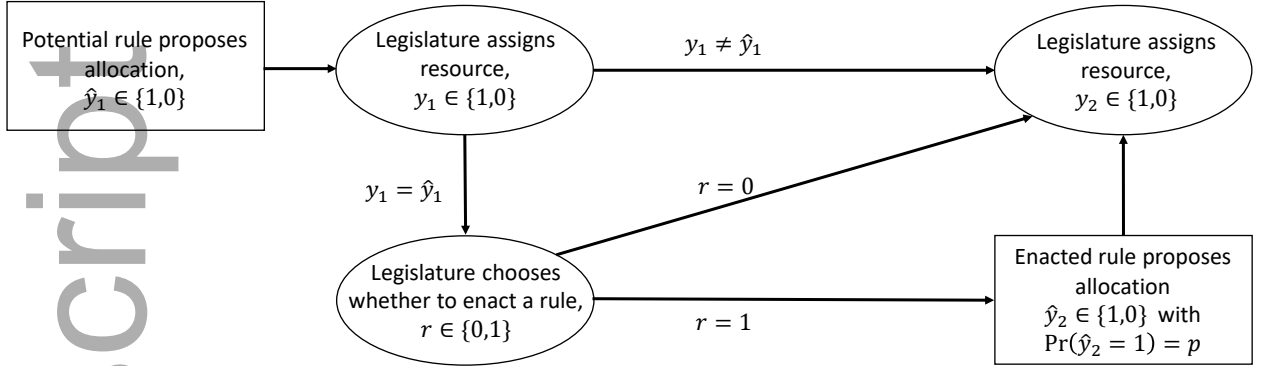 Potential rule proposes
allocation,
ŷ₁ ∈ {1,0}
Legislature assigns
resource,
y₁ ∈ {1,0}
y₁ ≠ ŷ₁
Legislature assigns
resource,
y₂ ∈ {1,0}
y₁ = ŷ₁
r = 0
Legislature chooses
whether to enact a rule,
r ∈ {0,1}
r = 1
Enacted rule proposes
allocation
ŷ₂ ∈ {1,0} with
Pr(ŷ₂ = 1) = p
cript